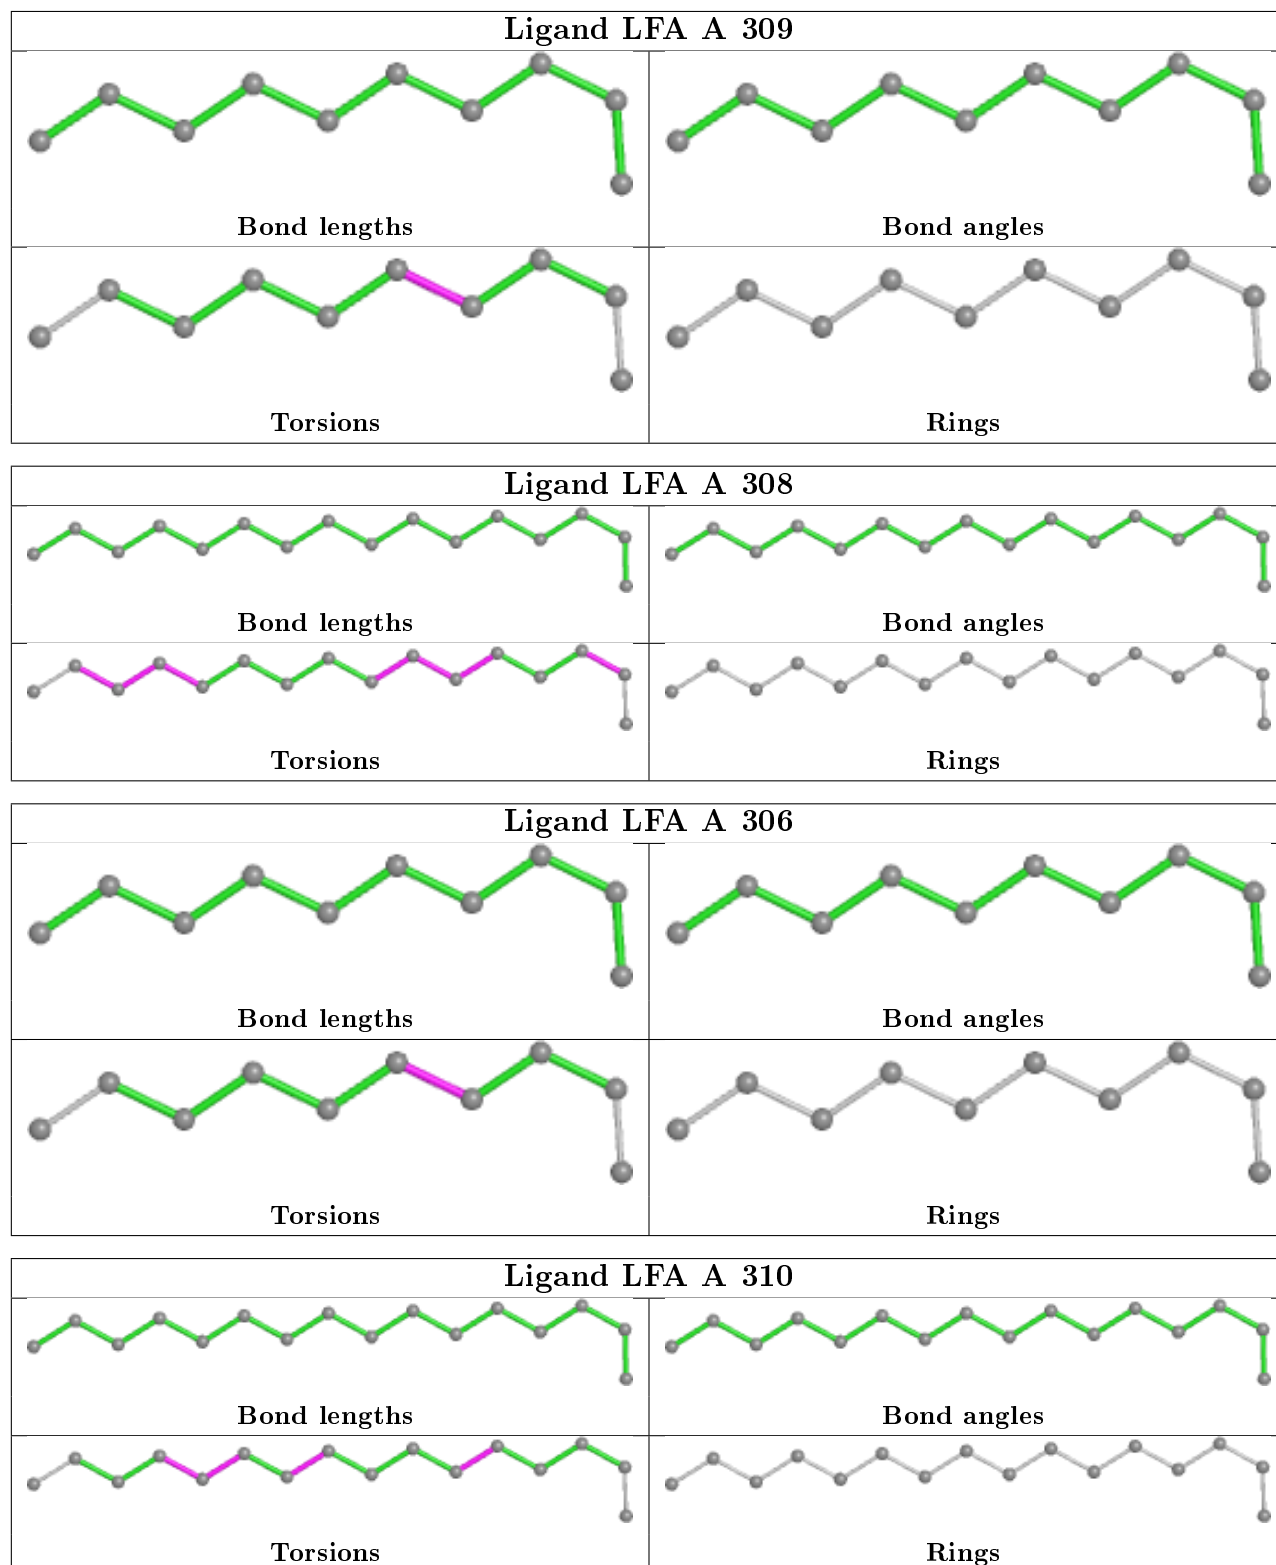 Ligand LFA A 309
Bond lengths Bond angles
Torsions Rings
Ligand LFA A 308
Bond lengths Bond angles
Torsions Rings
Ligand LFA A 306
Bond lengths Bond angles
Torsions Rings
Ligand LFA A 310
Bond lengths Bond angles
Torsions Rings